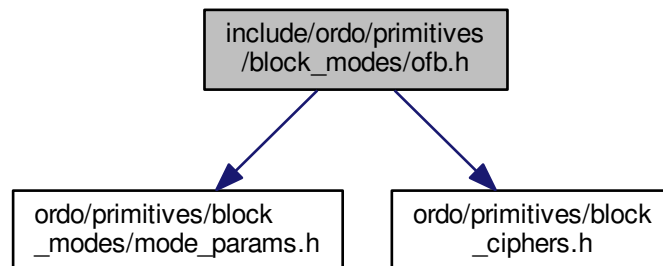 include/ordo/primitives
/block_modes/ofb.h
ordo/primitives/block
_modes/mode_params.h
ordo/primitives/block
_ciphers.h